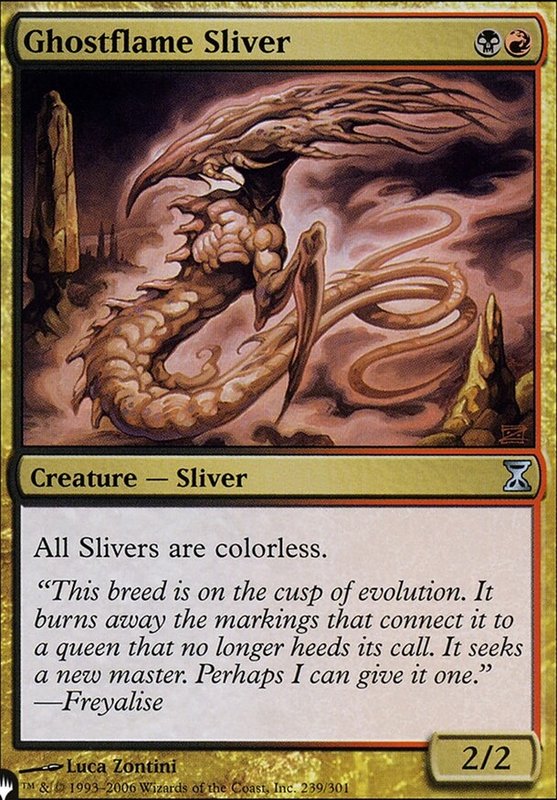 Ghostflame Sliver
Creature — Sliver
All Slivers are colorless.
“This breed is on the cusp of evolution. It
burns away the markings that connect it to
a queen that no longer heeds its call. It seeks
a new master. Perhaps I can give it one.”
—Freyalise
2/2
Luca Zontini
™ & © 1993–2006 Wizards of the Coast, Inc. 239/301